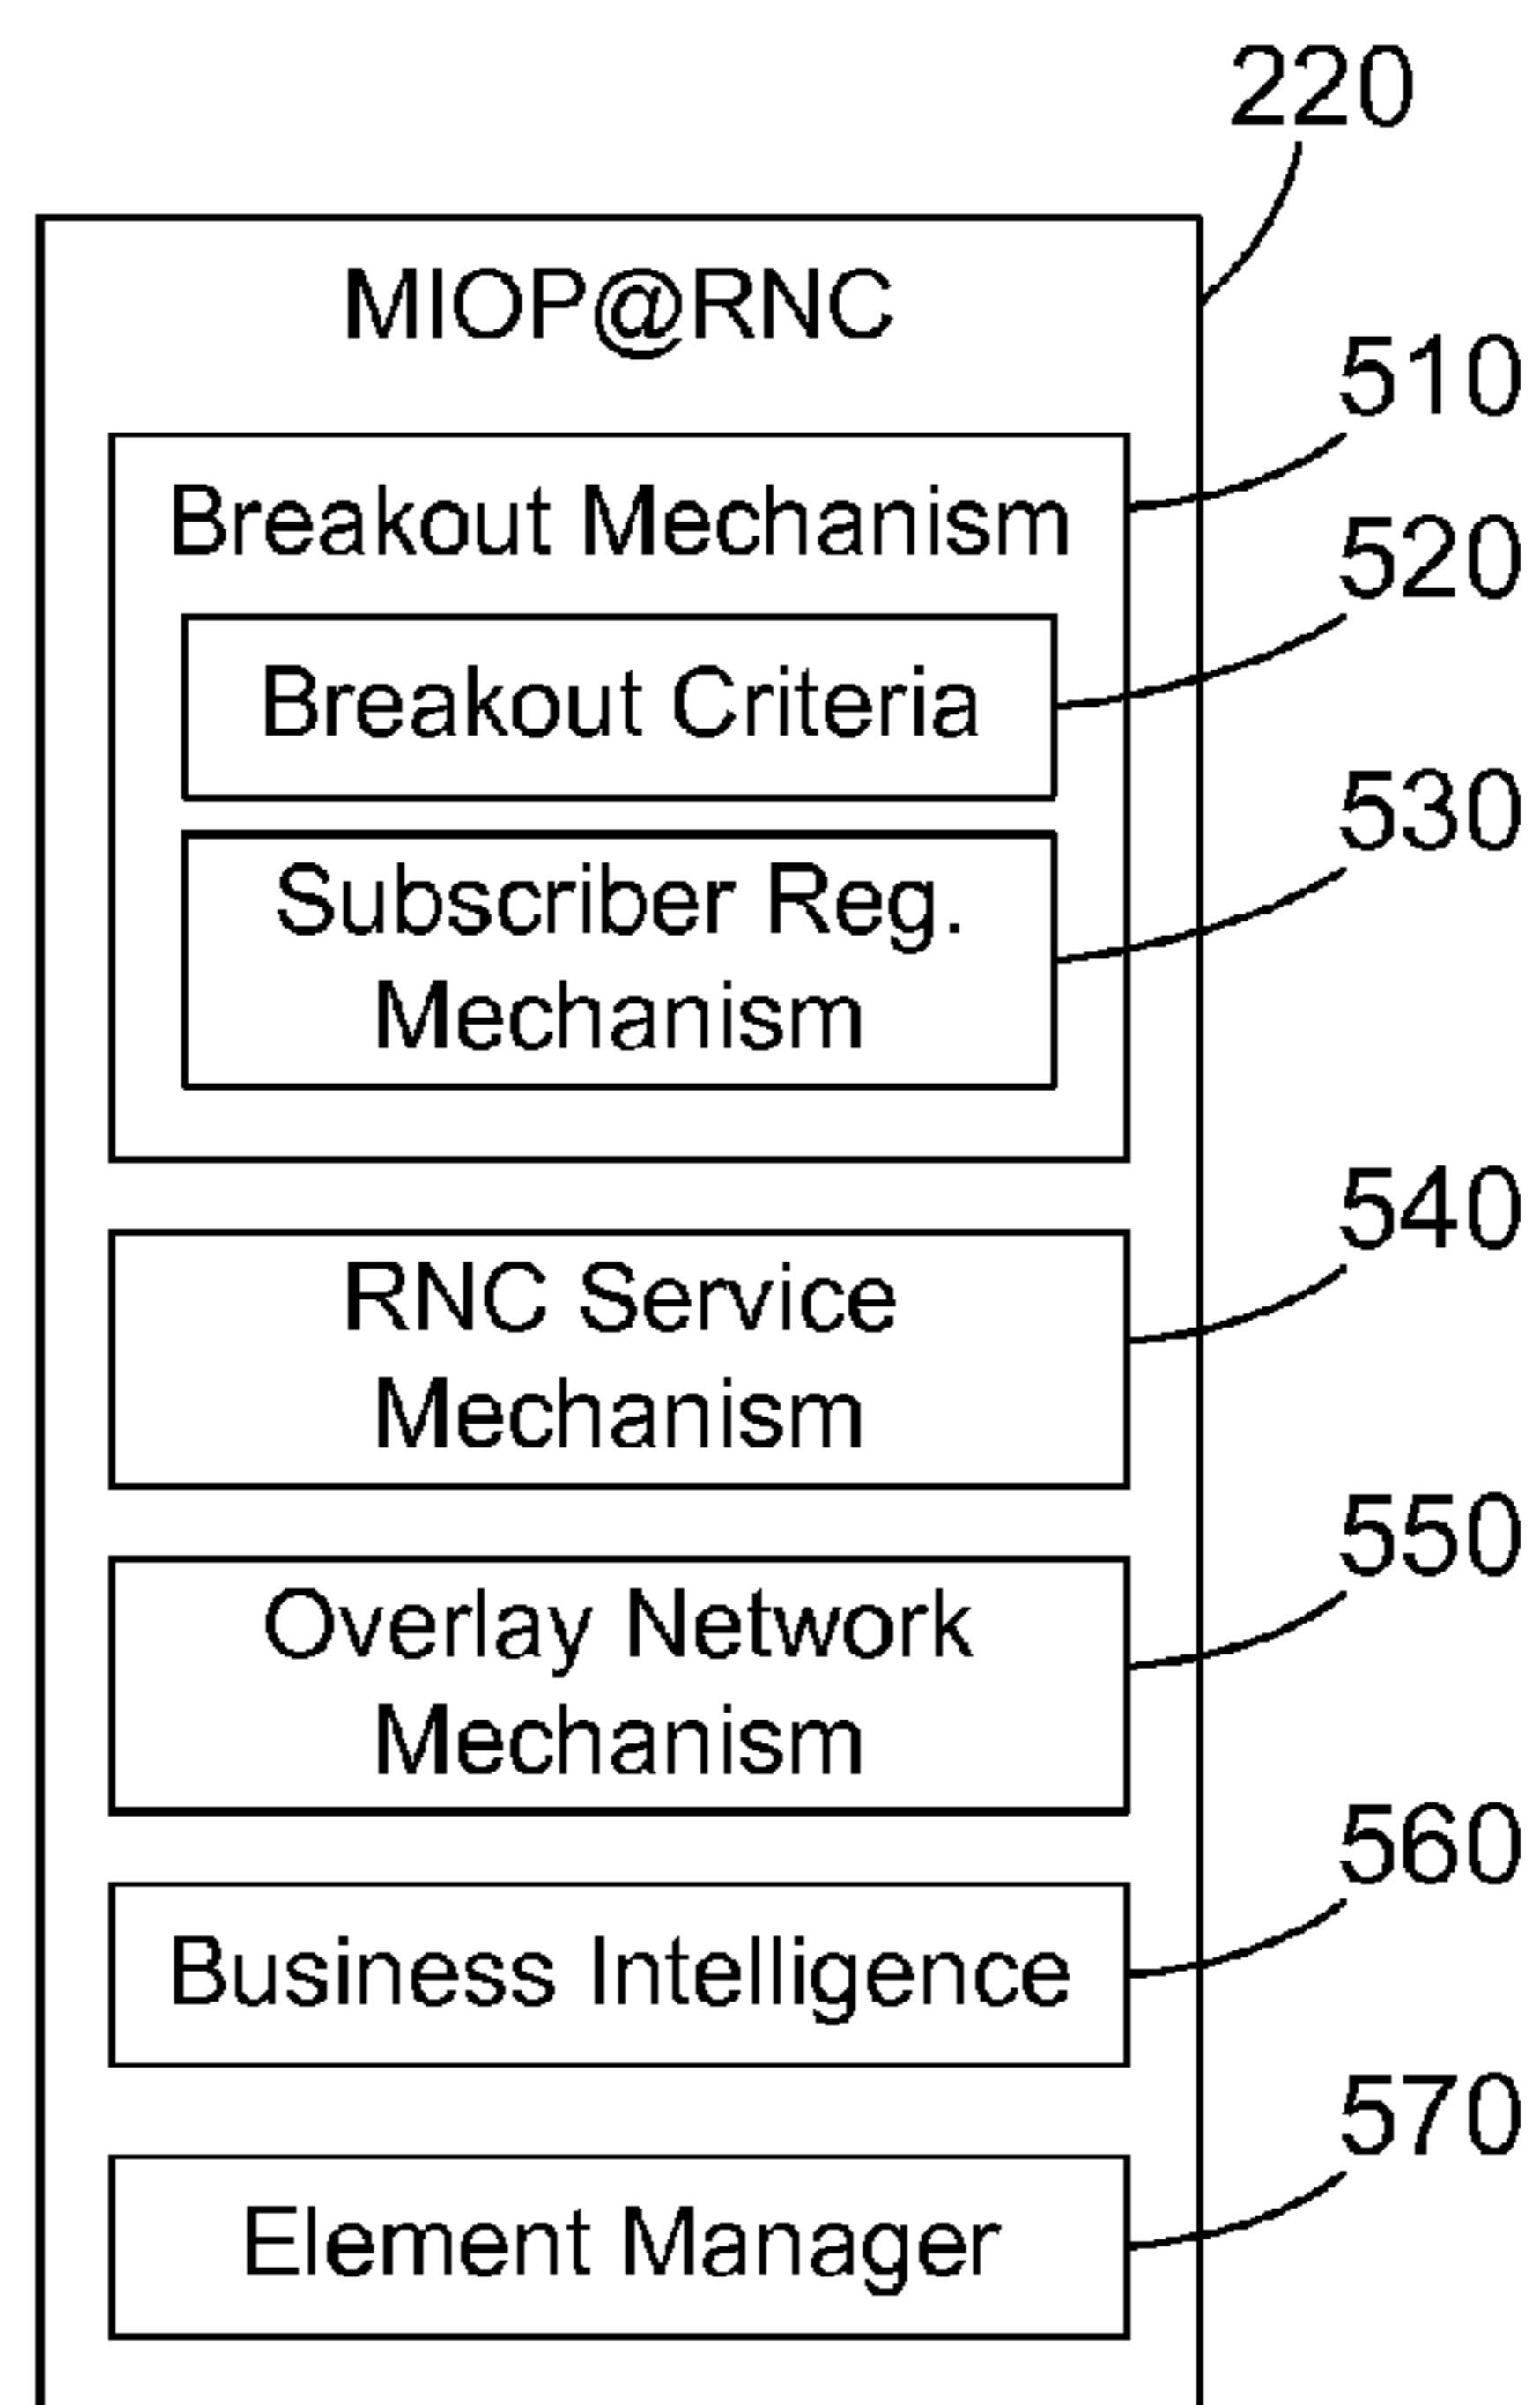 220
MIOP@RNC
510
Breakout Mechanism
520
Breakout Criteria
530
Subscriber Reg.
Mechanism
540
RNC Service
Mechanism
550
Overlay Network
Mechanism
560
Business Intelligence
570
Element Manager